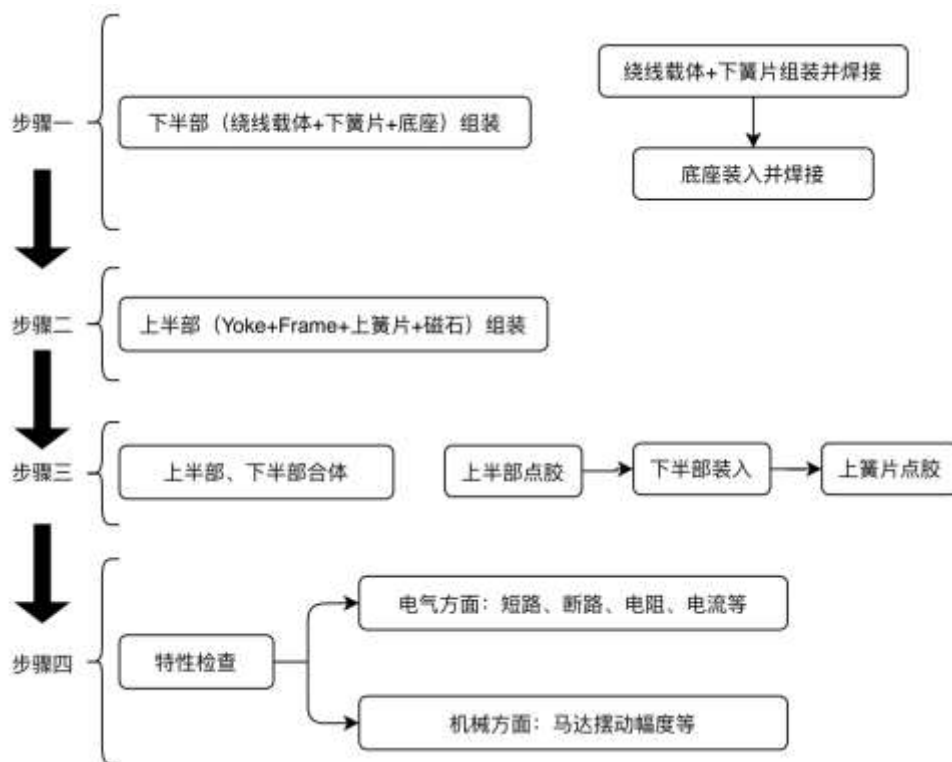 步骤一
下半部（绕线载体+下簧片+底座）组装
绕线载体+下簧片组装并焊接
底座装入并焊接
步骤二
上半部（Yoke+Frame+上簧片+磁石）组装
步骤三
上半部、下半部合体
上半部点胶
下半部装入
上簧片点胶
步骤四
特性检查
电气方面：短路、断路、电阻、电流等
机械方面：马达摆动幅度等